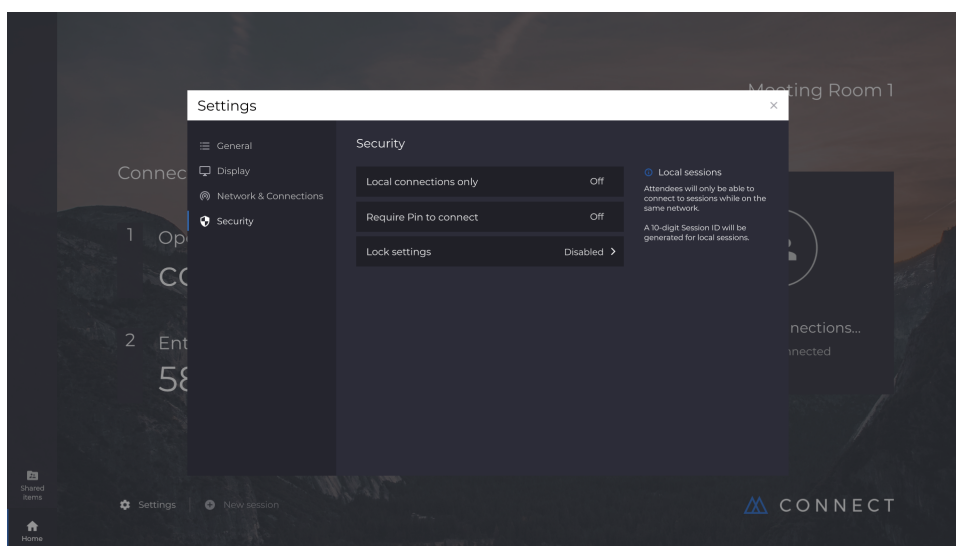 Meeting Room 1
Settings
General
Security
Connec
Display
Local connections only Off
Local sessions
Attendees will only be able to
connect to sessions while on the
same network.
Network & Connections
Require Pin to connect Off
A 10-digit Session ID will be
generated for local sessions.
Security
1 Op
Lock settings Disabled
co
nections...
2 Ent
nnected
58
Shared
items
Settings
New session
CONNECT
Home